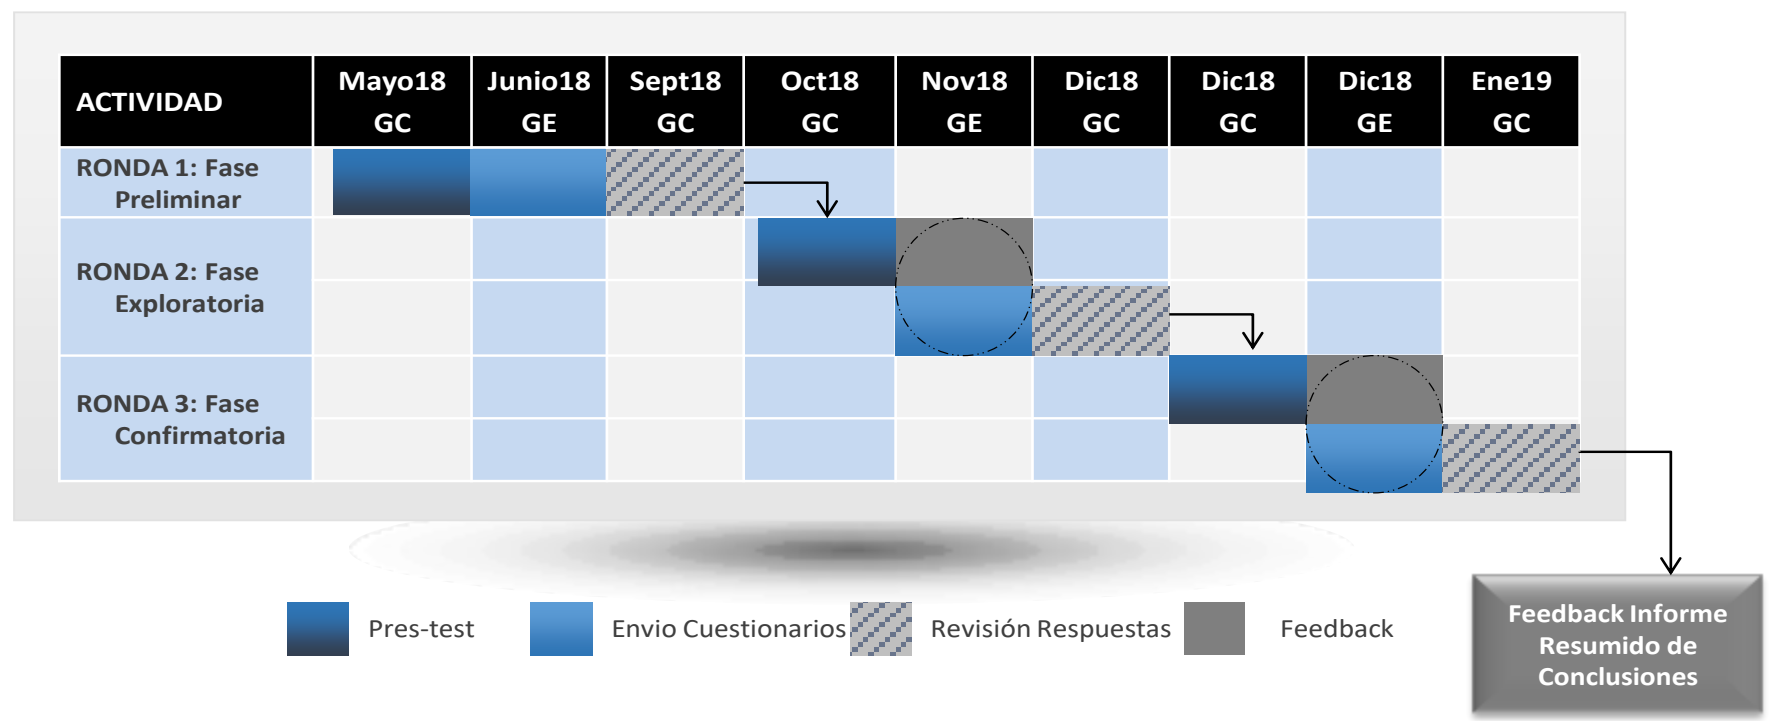 ACTIVIDAD
Mayo18
GC
Junio18
GE
Sept18
GC
Oct18
GC
Nov18
GE
Dic18
GC
Dic18
GC
Dic18
GE
Ene19
GC
RONDA 1: Fase
Preliminar
RONDA 2: Fase
Exploratoria
RONDA 3: Fase
Confirmatoria
Pres-test
Envio Cuestionarios
Revisión Respuestas
Feedback
Feedback Informe
Resumido de
Conclusiones